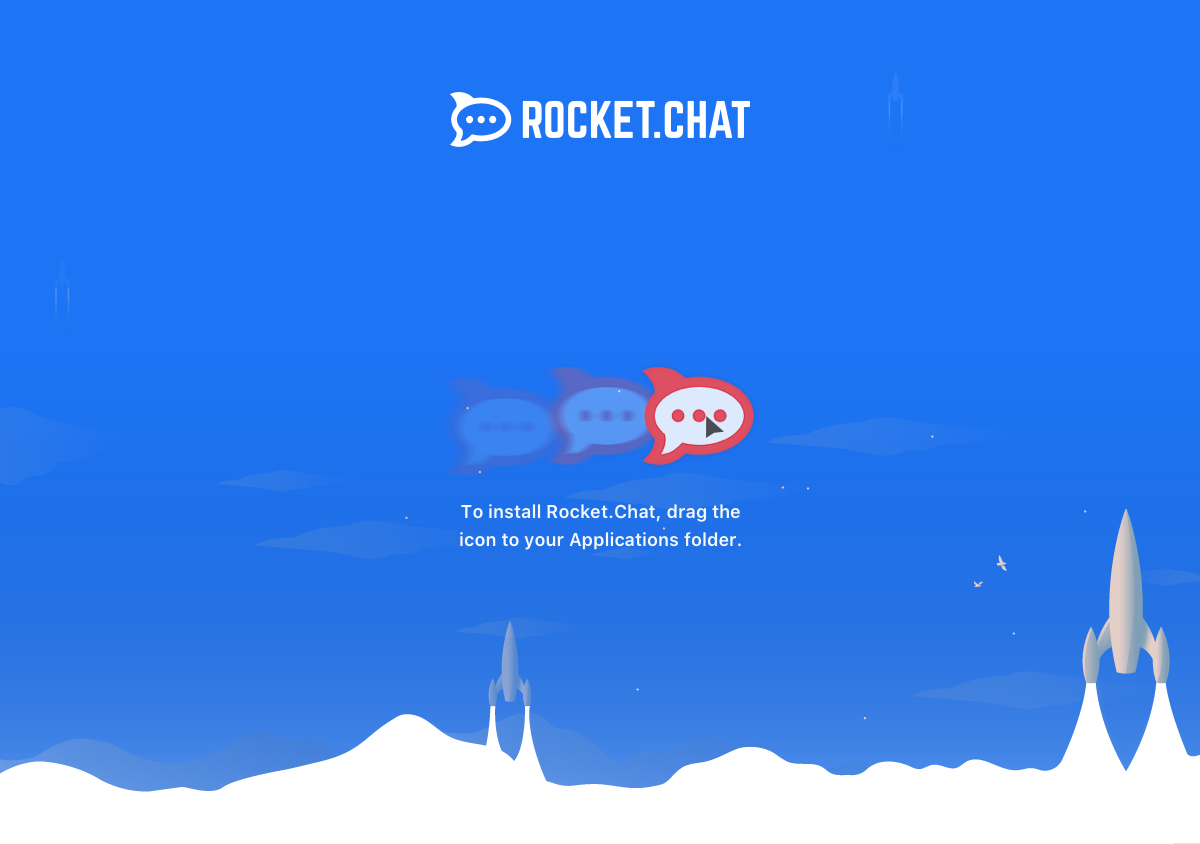 ROCKET.CHAT
To install Rocket.Chat, drag the
icon to your Applications folder.